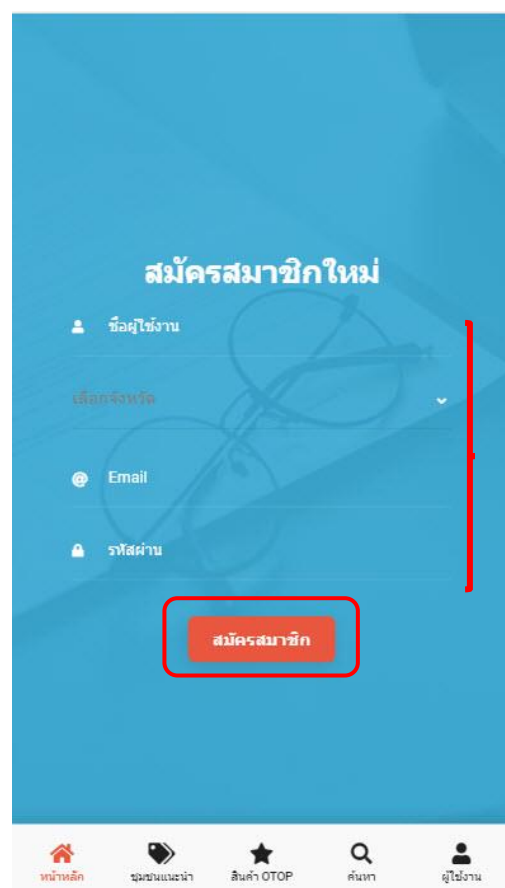 สมัครสมาชิกใหม่
ชื่อผู้ใช้งาน
เลือกจังหวัด
@ Email
รหัสผ่าน
สมัครสมาชิก
หน้าหลัก ชุมชนแนะนำ สินค้า OTOP ค้นหา ผู้ใช้งาน